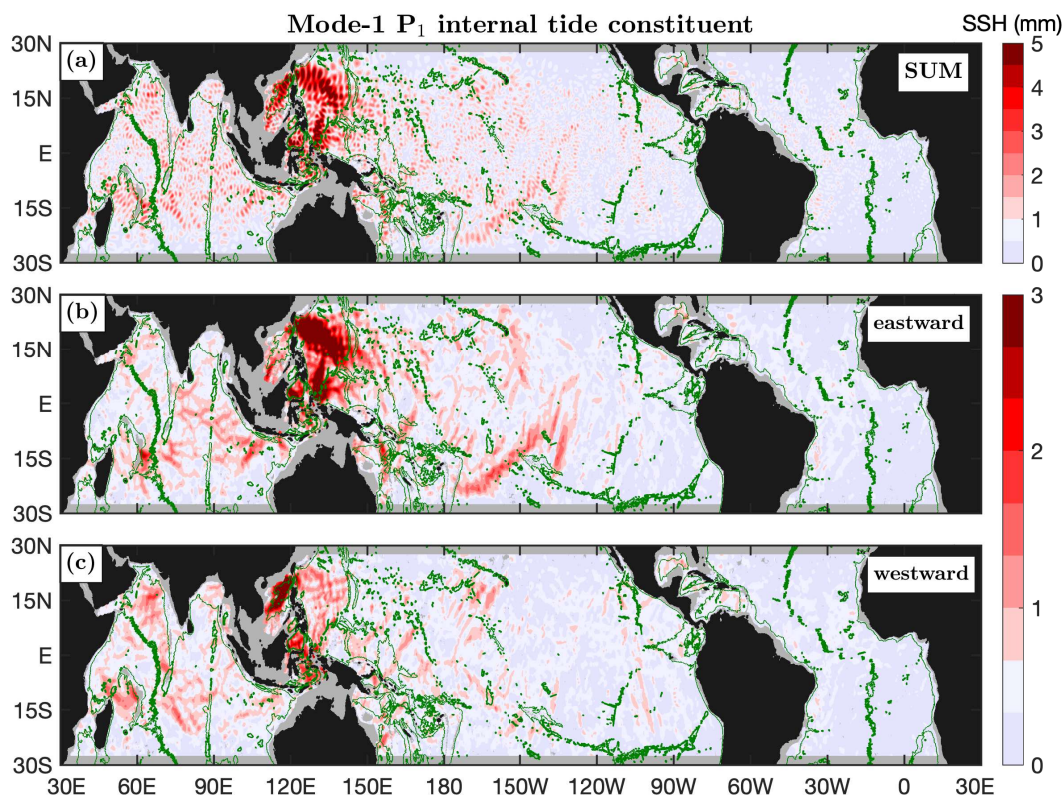 Mode-1 P₁ internal tide constituent
SSH (mm)
30N
15N
E
15S
30S
(a)
SUM
5
4
3
2
1
0
30N
15N
E
15S
30S
(b)
eastward
3
2
1
0
30N
15N
E
15S
30S
(c)
westward
30E 60E 90E 120E 150E 180E 150W 120W 90W 60W 30W 0 30E